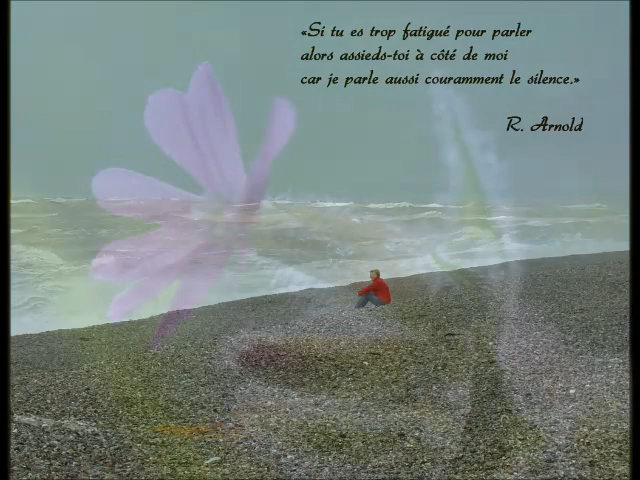 «Si tu es trop fatigué pour parler
alors assieds-toi à côté de moi
car je parle aussi couramment le silence.»
R. Arnold